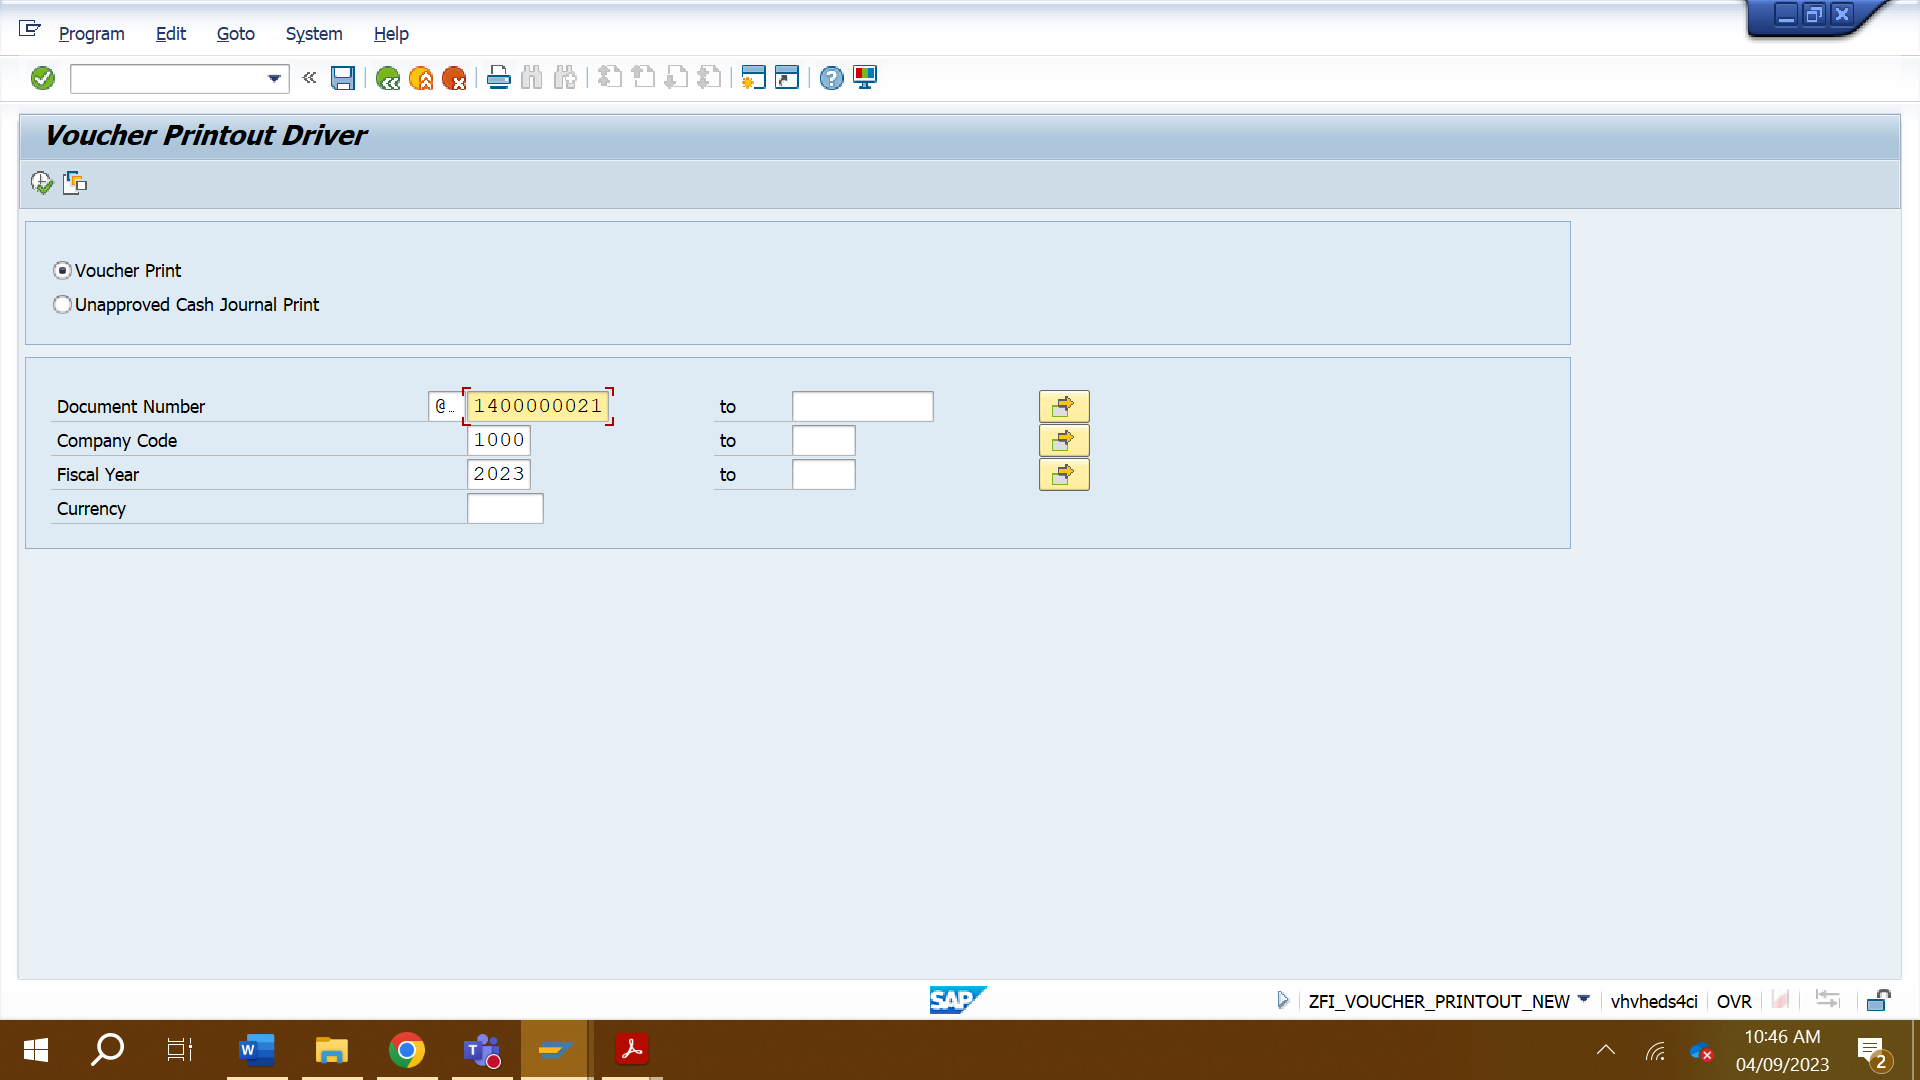 Program Edit Goto System Help
Voucher Printout Driver
Voucher Print
Unapproved Cash Journal Print
Document Number @.. 1400000021 to
Company Code 1000 to
Fiscal Year 2023 to
Currency
SAP ZFI_VOUCHER_PRINTOUT_NEW vhvheds4ci OVR
10:46 AM
04/09/2023
2